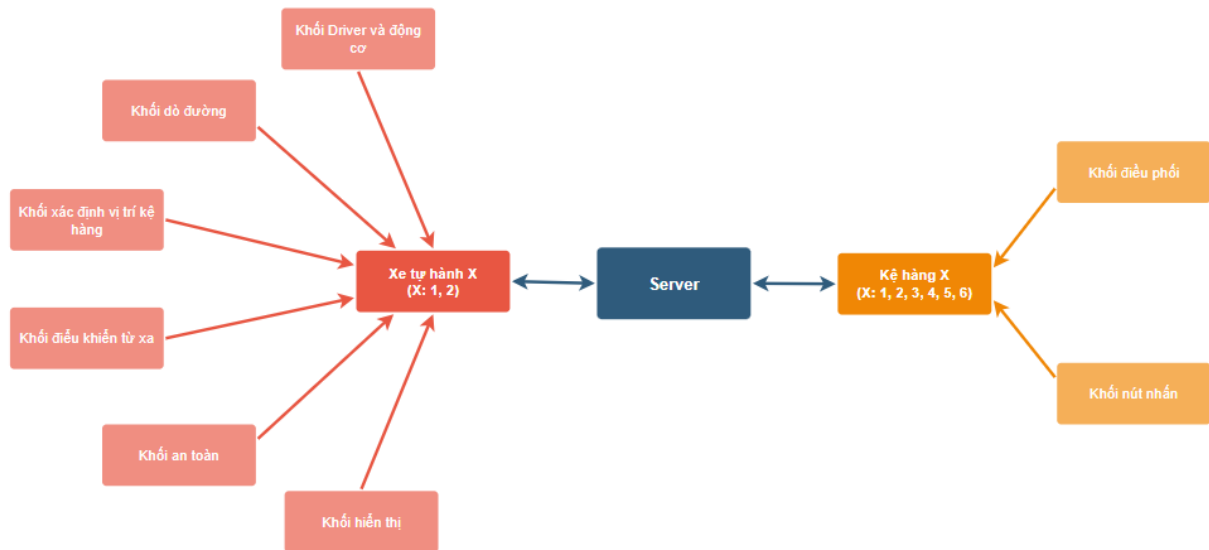 Khối Driver và động
cơ
Khối dò đường
Khối xác định vị trí kệ
hàng
Khối điều khiển từ xa
Khối an toàn
Khối hiển thị
Xe tự hành X
(X: 1, 2)
Server
Kệ hàng X
(X: 1, 2, 3, 4, 5, 6)
Khối điều phối
Khối nút nhấn